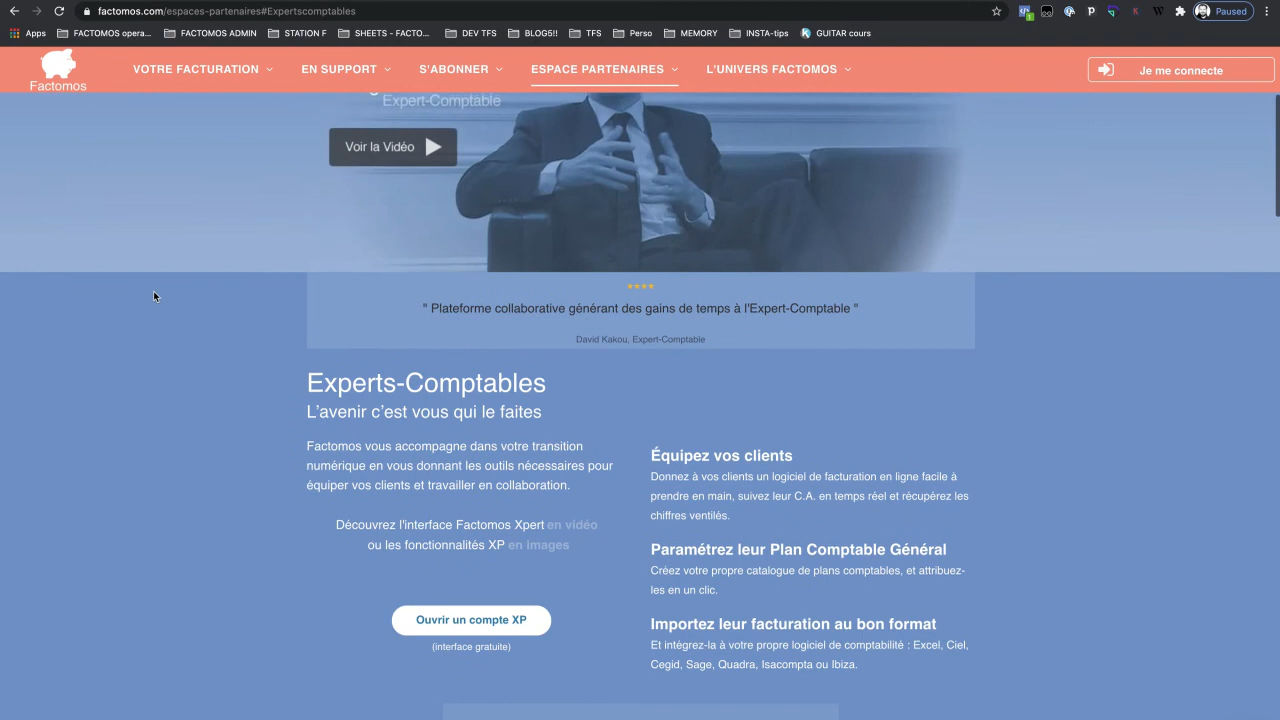 factomos.com/espaces-partenaires#Expertscomptables
Paused
Apps
FACTOMOS opera...
FACTOMOS ADMIN
STATION F
SHEETS - FACTO...
DEV TFS
BLOG5!!
TFS
Perso
MEMORY
INSTA-tips
GUITAR cours
Factomos
VOTRE FACTURATION
EN SUPPORT
S'ABONNER
ESPACE PARTENAIRES
L'UNIVERS FACTOMOS
Je me connecte
Expert-Comptable
Voir la Vidéo
" Plateforme collaborative générant des gains de temps à l'Expert-Comptable "
David Kakou, Expert-Comptable
Experts-Comptables
L'avenir c'est vous qui le faites
Factomos vous accompagne dans votre transition
numérique en vous donnant les outils nécessaires pour
équiper vos clients et travailler en collaboration.
Découvrez l'interface Factomos Xpert en vidéo
ou les fonctionnalités XP en images
Ouvrir un compte XP
(interface gratuite)
Équipez vos clients
Donnez à vos clients un logiciel de facturation en ligne facile à
prendre en main, suivez leur C.A. en temps réel et récupérez les
chiffres ventilés.
Paramétrez leur Plan Comptable Général
Créez votre propre catalogue de plans comptables, et attribuez-
les en un clic.
Importez leur facturation au bon format
Et intégrez-la à votre propre logiciel de comptabilité : Excel, Ciel,
Cegid, Sage, Quadra, Isacompta ou Ibiza.